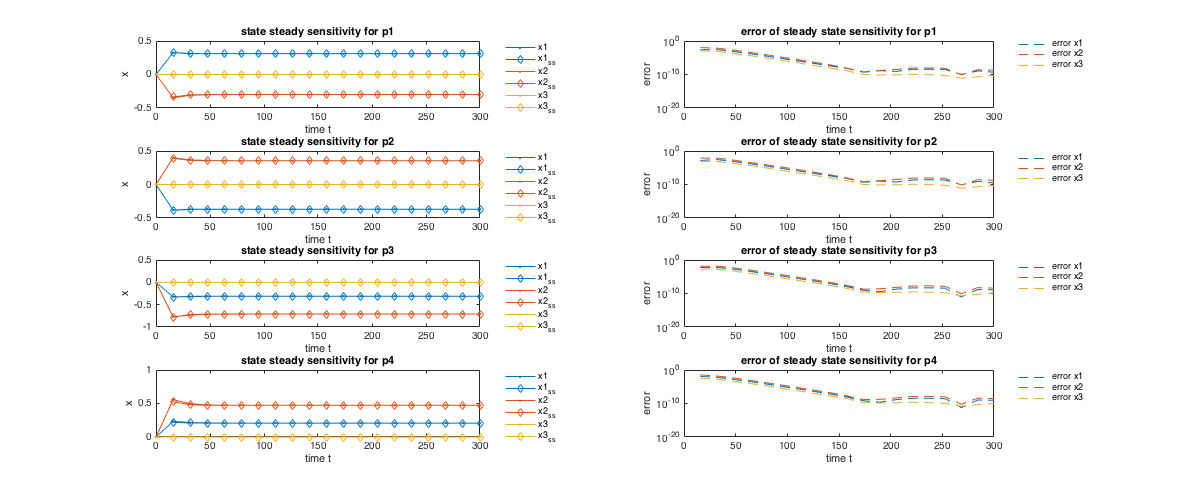 state steady sensitivity for p1
0.5
0
-0.5
x
0 50 100 150 200 250 300
time t
x1
x1ss
x2
x2ss
x3
x3ss
error of steady state sensitivity for p1
10^0
10^-10
10^-20
error
0 50 100 150 200 250 300
time t
error x1
error x2
error x3
state steady sensitivity for p2
0.5
0
-0.5
x
0 50 100 150 200 250 300
time t
x1
x1ss
x2
x2ss
x3
x3ss
error of steady state sensitivity for p2
10^0
10^-10
10^-20
error
0 50 100 150 200 250 300
time t
error x1
error x2
error x3
state steady sensitivity for p3
0.5
0
-0.5
-1
x
0 50 100 150 200 250 300
time t
x1
x1ss
x2
x2ss
x3
x3ss
error of steady state sensitivity for p3
10^0
10^-10
10^-20
error
0 50 100 150 200 250 300
time t
error x1
error x2
error x3
state steady sensitivity for p4
1
0.5
0
x
0 50 100 150 200 250 300
time t
x1
x1ss
x2
x2ss
x3
x3ss
error of steady state sensitivity for p4
10^0
10^-10
10^-20
error
0 50 100 150 200 250 300
time t
error x1
error x2
error x3